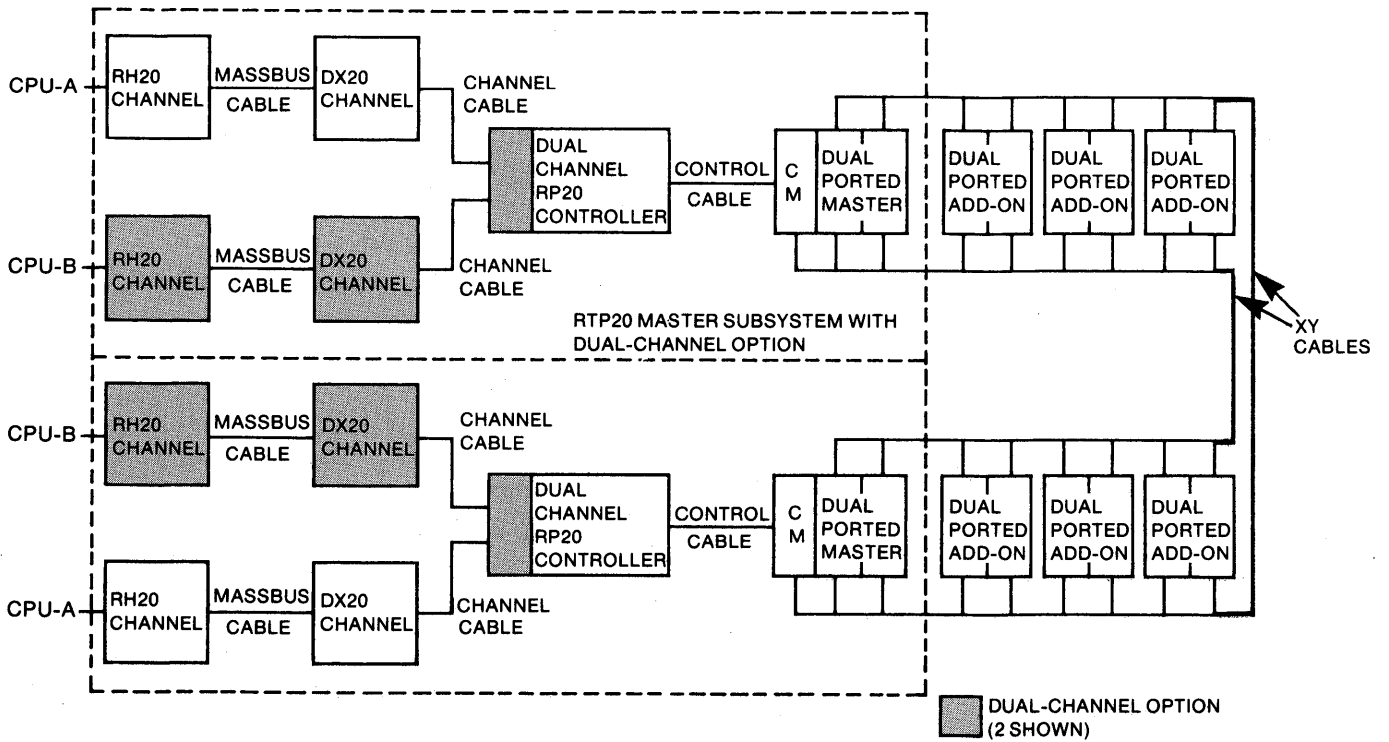 CPU-A
RH20
CHANNEL
MASSBUS
CABLE
DX20
CHANNEL
CHANNEL
CABLE
DUAL
CHANNEL
RP20
CONTROLLER
CONTROL
CABLE
C
M
DUAL
PORTED
MASTER
DUAL
PORTED
ADD-ON
DUAL
PORTED
ADD-ON
DUAL
PORTED
ADD-ON
CPU-B
RH20
CHANNEL
MASSBUS
CABLE
DX20
CHANNEL
CHANNEL
CABLE
RTP20 MASTER SUBSYSTEM WITH
DUAL-CHANNEL OPTION
XY
CABLES
CPU-B
RH20
CHANNEL
MASSBUS
CABLE
DX20
CHANNEL
CHANNEL
CABLE
DUAL
CHANNEL
RP20
CONTROLLER
CONTROL
CABLE
C
M
DUAL
PORTED
MASTER
DUAL
PORTED
ADD-ON
DUAL
PORTED
ADD-ON
DUAL
PORTED
ADD-ON
CPU-A
RH20
CHANNEL
MASSBUS
CABLE
DX20
CHANNEL
CHANNEL
CABLE
DUAL-CHANNEL OPTION
(2 SHOWN)